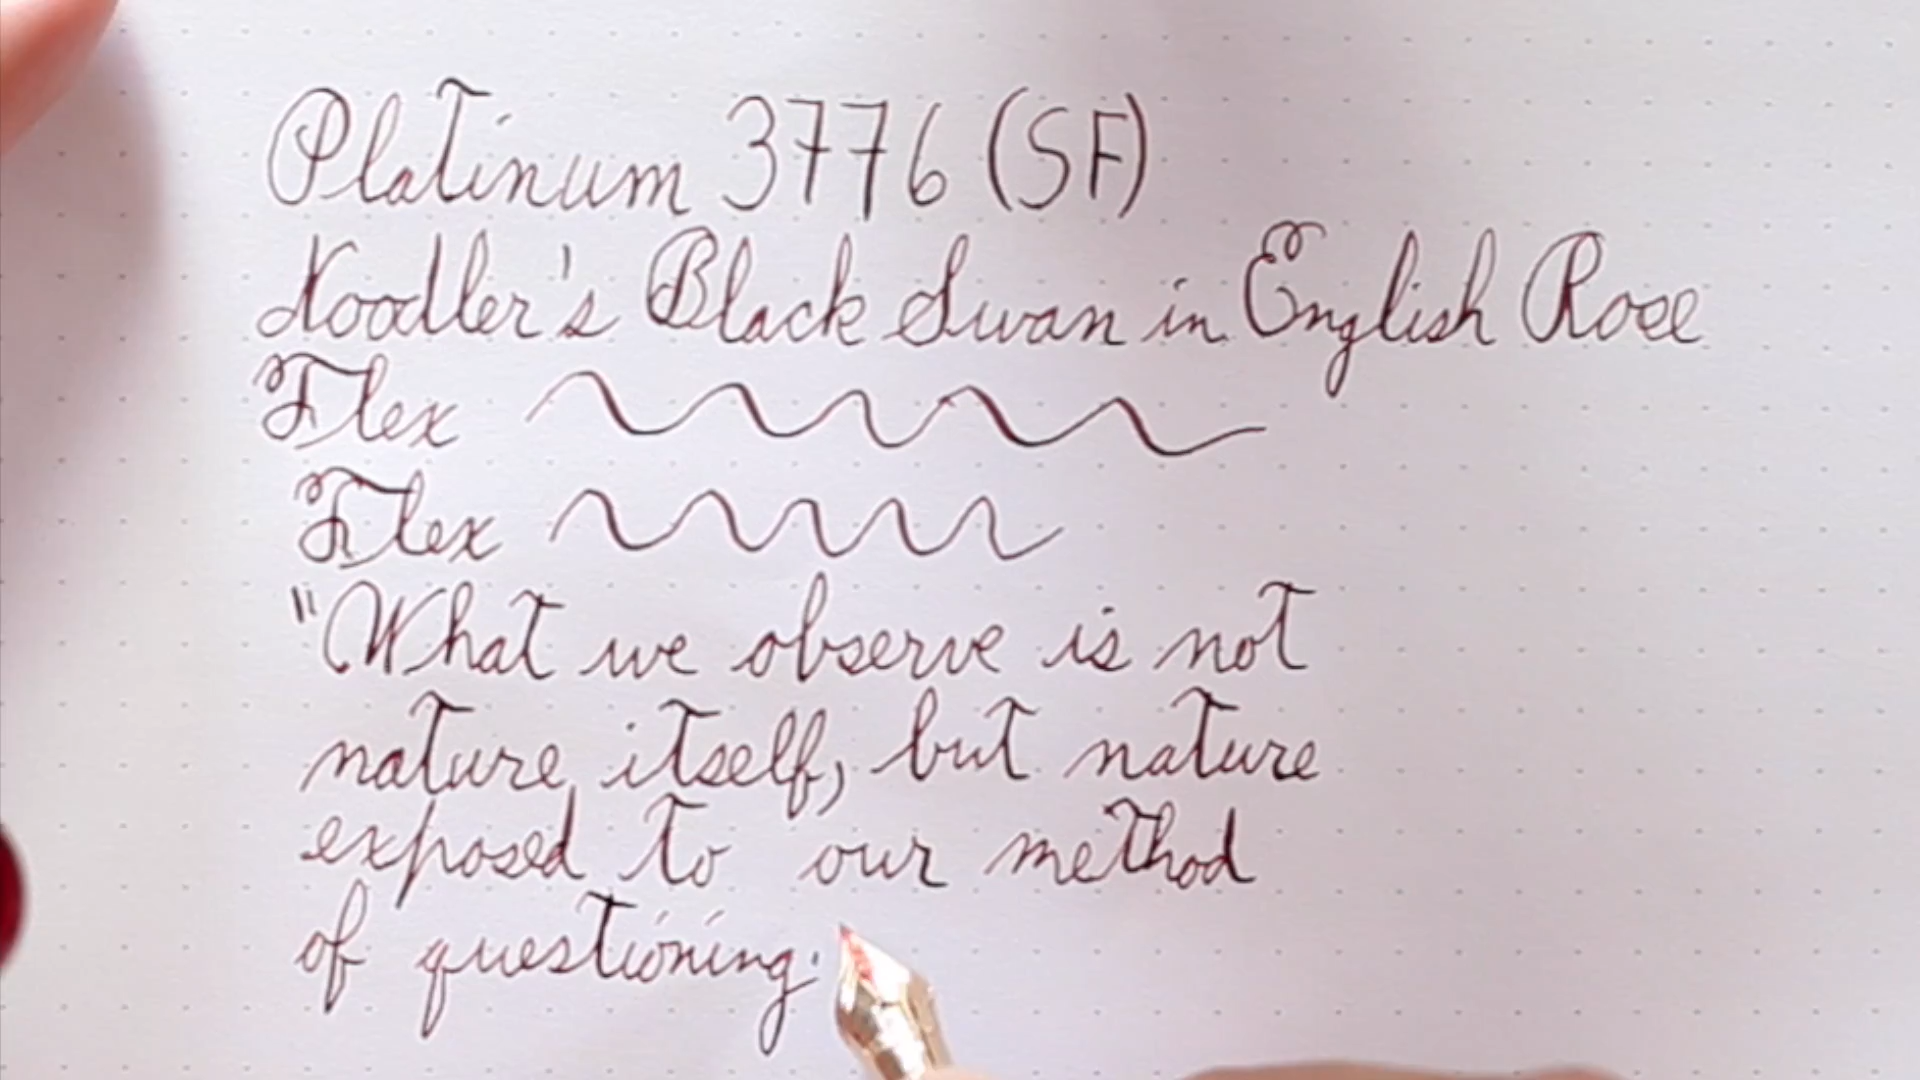 Platinum 3776 (SF)
Noodler's Black Swan in English Rose
Flex
Flex
"What we observe is not
nature itself, but nature
exposed to our method
of questioning.